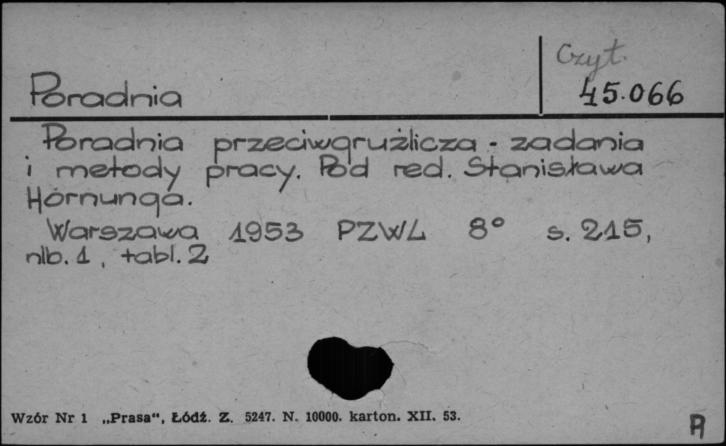 Czyt.
Poradnia
45.066
Poradnia przeciwgruźlicza - zadania
i metody pracy. Pod red. Stanisława
Hornunga.
Warszawa 1953 PZWL 8° s. 215,
nlb. 1, tabl. 2
Wzór Nr 1 „Prasa“, Łódź. Z. 5247. N. 10000. karton. XII. 53.